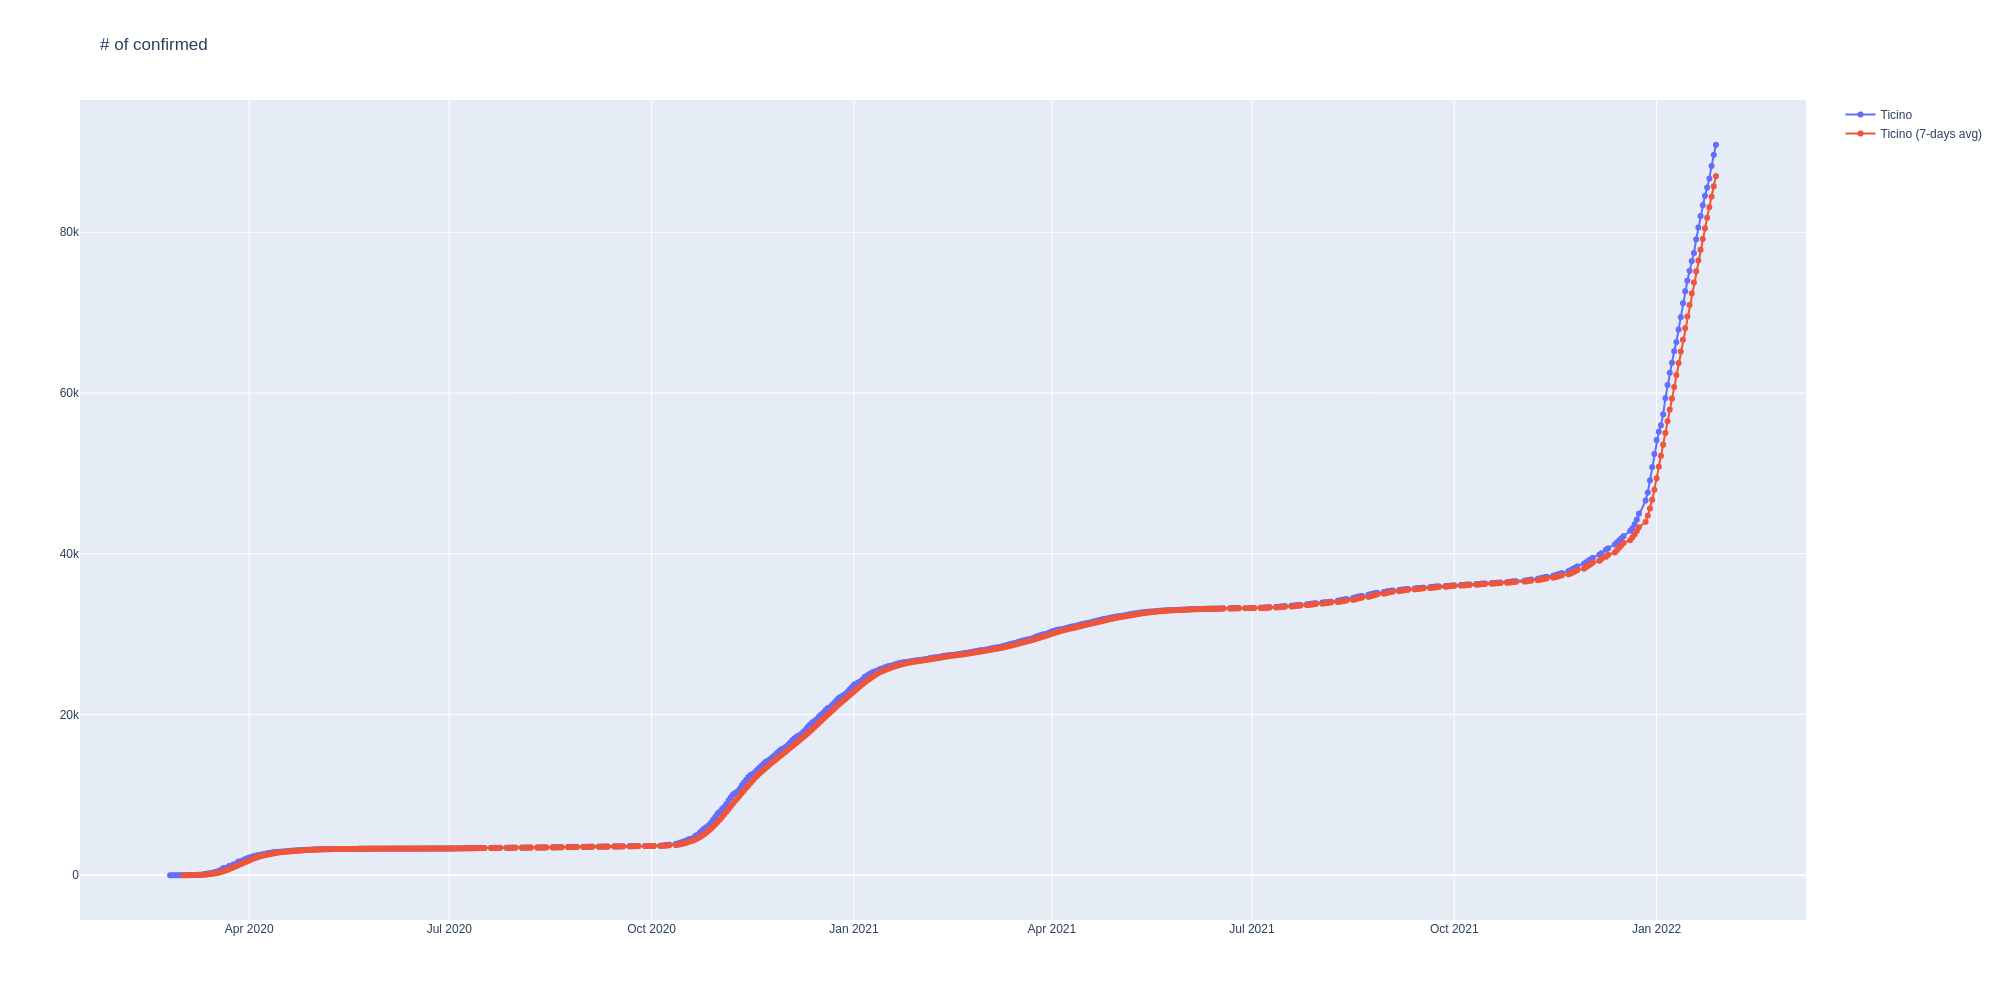 # of confirmed
Ticino
Ticino (7-days avg)
80k
60k
40k
20k
0
Apr 2020
Jul 2020
Oct 2020
Jan 2021
Apr 2021
Jul 2021
Oct 2021
Jan 2022